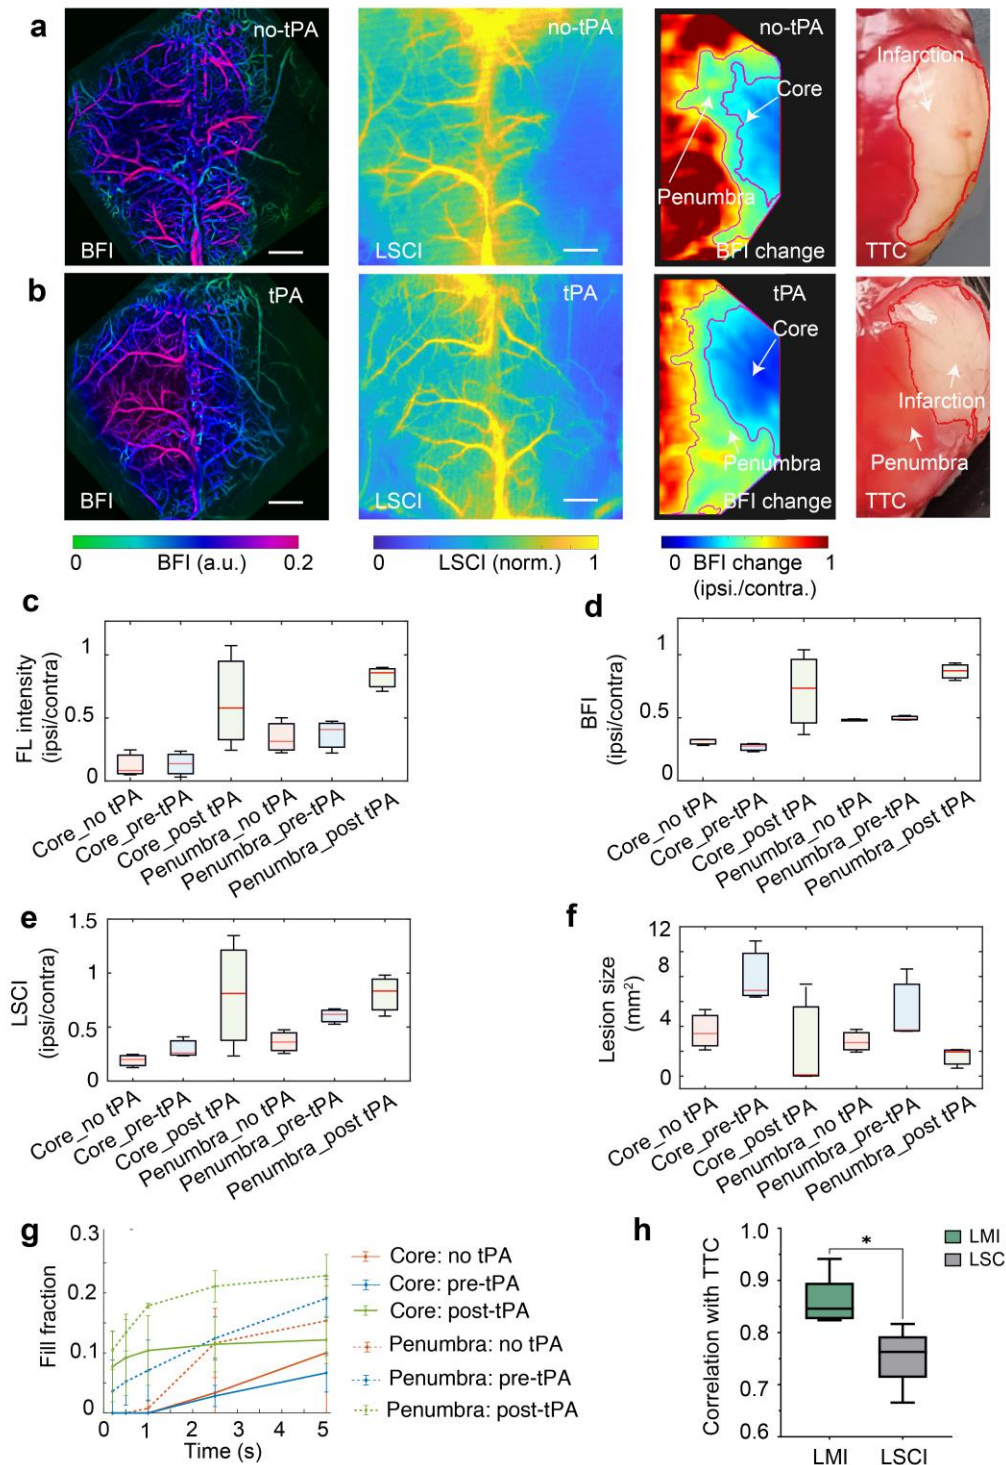 a
no-tPA
BFI
no-tPA
LSCI
no-tPA
Core
Penumbra
BFI change
Infarction
TTC
b
tPA
BFI
tPA
LSCI
tPA
Core
Penumbra
BFI change
Infarction
Penumbra
TTC
0 BFI (a.u.) 0.2
0 LSCI (norm.) 1
0 BFI change 1
(ipsi./contra.)
c
FL intensity
(ipsi/contra)
1
0.5
0
Core_no tPA
Core_pre-tPA
Core_post tPA
Penumbra_no tPA
Penumbra_pre-tPA
Penumbra_post tPA
d
BFI
(ipsi/contra)
1
0.5
0
Core_no tPA
Core_pre-tPA
Core_post tPA
Penumbra_no tPA
Penumbra_pre-tPA
Penumbra_post tPA
e
LSCI
(ipsi/contra)
1.5
1
0.5
0
Core_no tPA
Core_pre-tPA
Core_post tPA
Penumbra_no tPA
Penumbra_pre-tPA
Penumbra_post tPA
f
Lesion size
(mm²)
12
8
4
0
Core_no tPA
Core_pre-tPA
Core_post tPA
Penumbra_no tPA
Penumbra_pre-tPA
Penumbra_post tPA
g
Fill fraction
0.3
0.2
0.1
0
0 1 2 3 4 5
Time (s)
Core: no tPA
Core: pre-tPA
Core: post-tPA
Penumbra: no tPA
Penumbra: pre-tPA
Penumbra: post-tPA
h
Correlation with TTC
1.0
0.9
0.8
0.7
0.6
*
LMI
LSCI
LMI
LSC